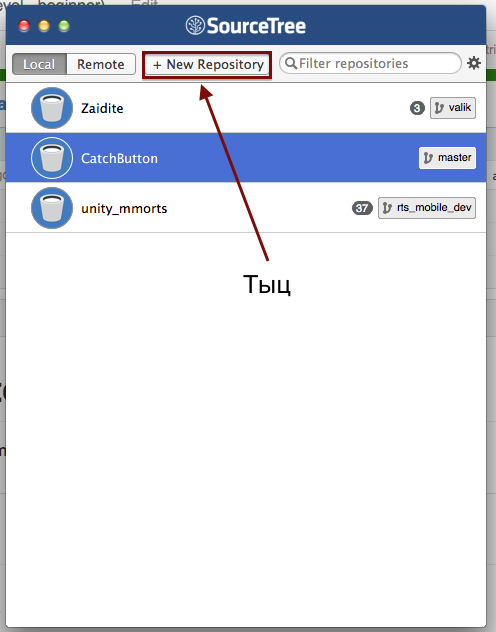 SourceTree
Local Remote + New Repository Filter repositories
Zaidite 3 valik
CatchButton master
unity_mmorts 37 rts_mobile_dev
Тыц